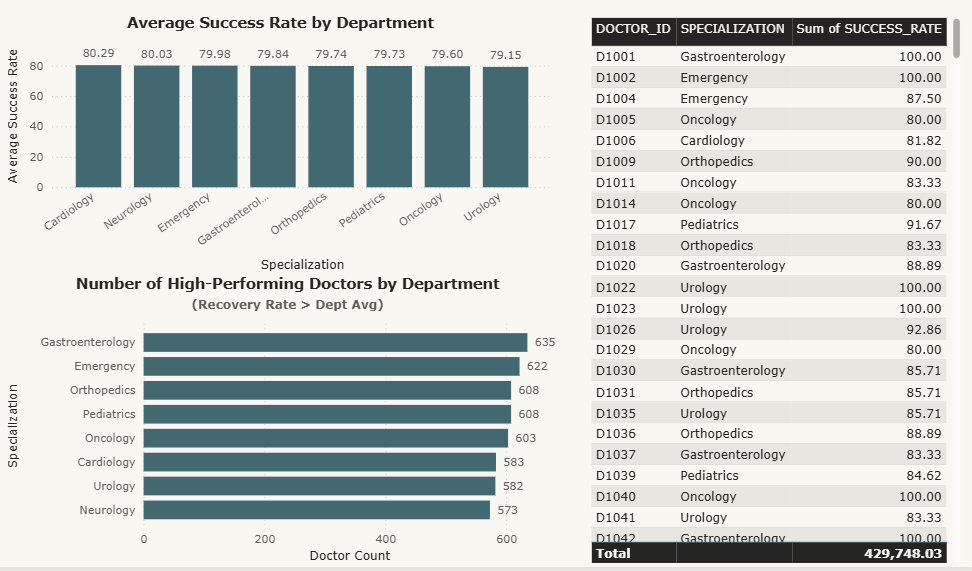 Average Success Rate by Department
80.29 80.03 79.98 79.84 79.74 79.73 79.60 79.15
Average Success Rate
80
60
40
20
0
Cardiology Neurology Emergency Gastroenterol... Orthopedics Pediatrics Oncology Urology
Specialization
Number of High-Performing Doctors by Department
(Recovery Rate > Dept Avg)
Specialization
Gastroenterology 635
Emergency 622
Orthopedics 608
Pediatrics 608
Oncology 603
Cardiology 583
Urology 582
Neurology 573
0 200 400 600
Doctor Count
DOCTOR_ID SPECIALIZATION Sum of SUCCESS_RATE
D1001 Gastroenterology 100.00
D1002 Emergency 100.00
D1004 Emergency 87.50
D1005 Oncology 80.00
D1006 Cardiology 81.82
D1009 Orthopedics 90.00
D1011 Oncology 83.33
D1014 Oncology 80.00
D1017 Pediatrics 91.67
D1018 Orthopedics 83.33
D1020 Gastroenterology 88.89
D1022 Urology 100.00
D1023 Urology 100.00
D1026 Urology 92.86
D1029 Oncology 80.00
D1030 Gastroenterology 85.71
D1031 Orthopedics 85.71
D1035 Urology 85.71
D1036 Orthopedics 88.89
D1037 Gastroenterology 83.33
D1039 Pediatrics 84.62
D1040 Oncology 100.00
D1041 Urology 83.33
D1042 Gastroenterology 100.00
Total 429,748.03